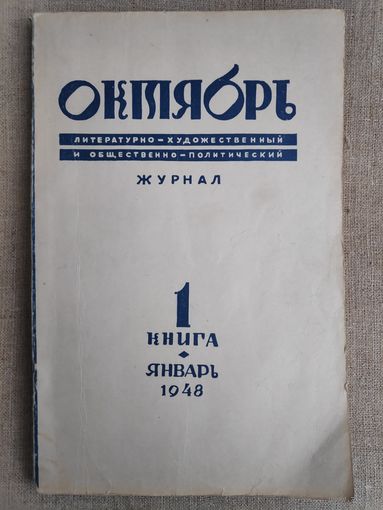 ОКТЯБРЬ
ЛИТЕРАТУРНО-ХУДОЖЕСТВЕННЫЙ
И ОБЩЕСТВЕННО-ПОЛИТИЧЕСКИЙ
ЖУРНАЛ
1
КНИГА
ЯНВАРЬ
1948